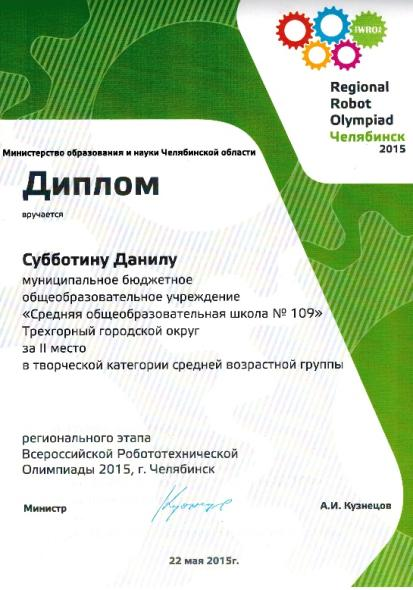 WRO
Regional
Robot
Olympiad
Челябинск
2015
Министерство образования и науки Челябинской области
Диплом
вручается
Субботину Данилу
муниципальное бюджетное
общеобразовательное учреждение
«Средняя общеобразовательная школа № 109»
Трехгорный городской округ
за II место
в творческой категории средней возрастной группы
регионального этапа
Всероссийской Робототехнической
Олимпиады 2015, г. Челябинск
Министр
А.И. Кузнецов
22 мая 2015г.